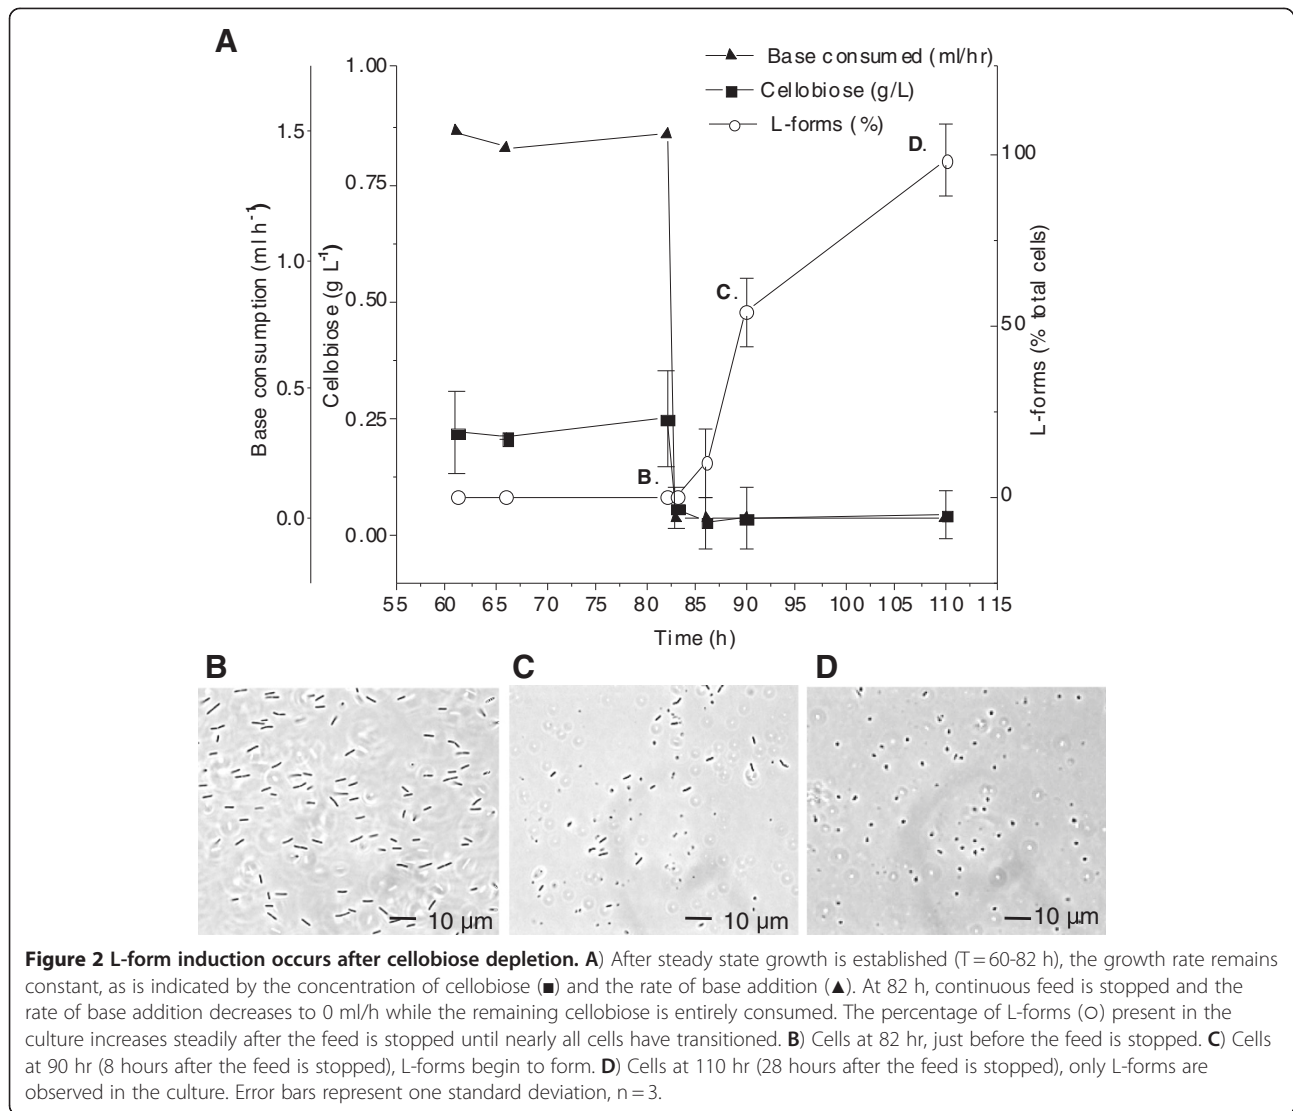 A
Base consumed (ml/hr)
Cellobiose (g/L)
L-forms (%)
Base consumption (ml h⁻¹)
1.5
1.0
0.5
0.0
Cellobiose (g L⁻¹)
1.00
0.75
0.50
0.25
0.00
B.
C.
D.
L-forms (% total cells)
100
50
0
55 60 65 70 75 80 85 90 95 100 105 110 115
Time (h)
B
C
D
10 µm
10 µm
10 µm
Figure 2 L-form induction occurs after cellobiose depletion. A) After steady state growth is established (T = 60-82 h), the growth rate remains
constant, as is indicated by the concentration of cellobiose (■) and the rate of base addition (▲). At 82 h, continuous feed is stopped and the
rate of base addition decreases to 0 ml/h while the remaining cellobiose is entirely consumed. The percentage of L-forms (○) present in the
culture increases steadily after the feed is stopped until nearly all cells have transitioned. B) Cells at 82 hr, just before the feed is stopped. C) Cells
at 90 hr (8 hours after the feed is stopped), L-forms begin to form. D) Cells at 110 hr (28 hours after the feed is stopped), only L-forms are
observed in the culture. Error bars represent one standard deviation, n = 3.